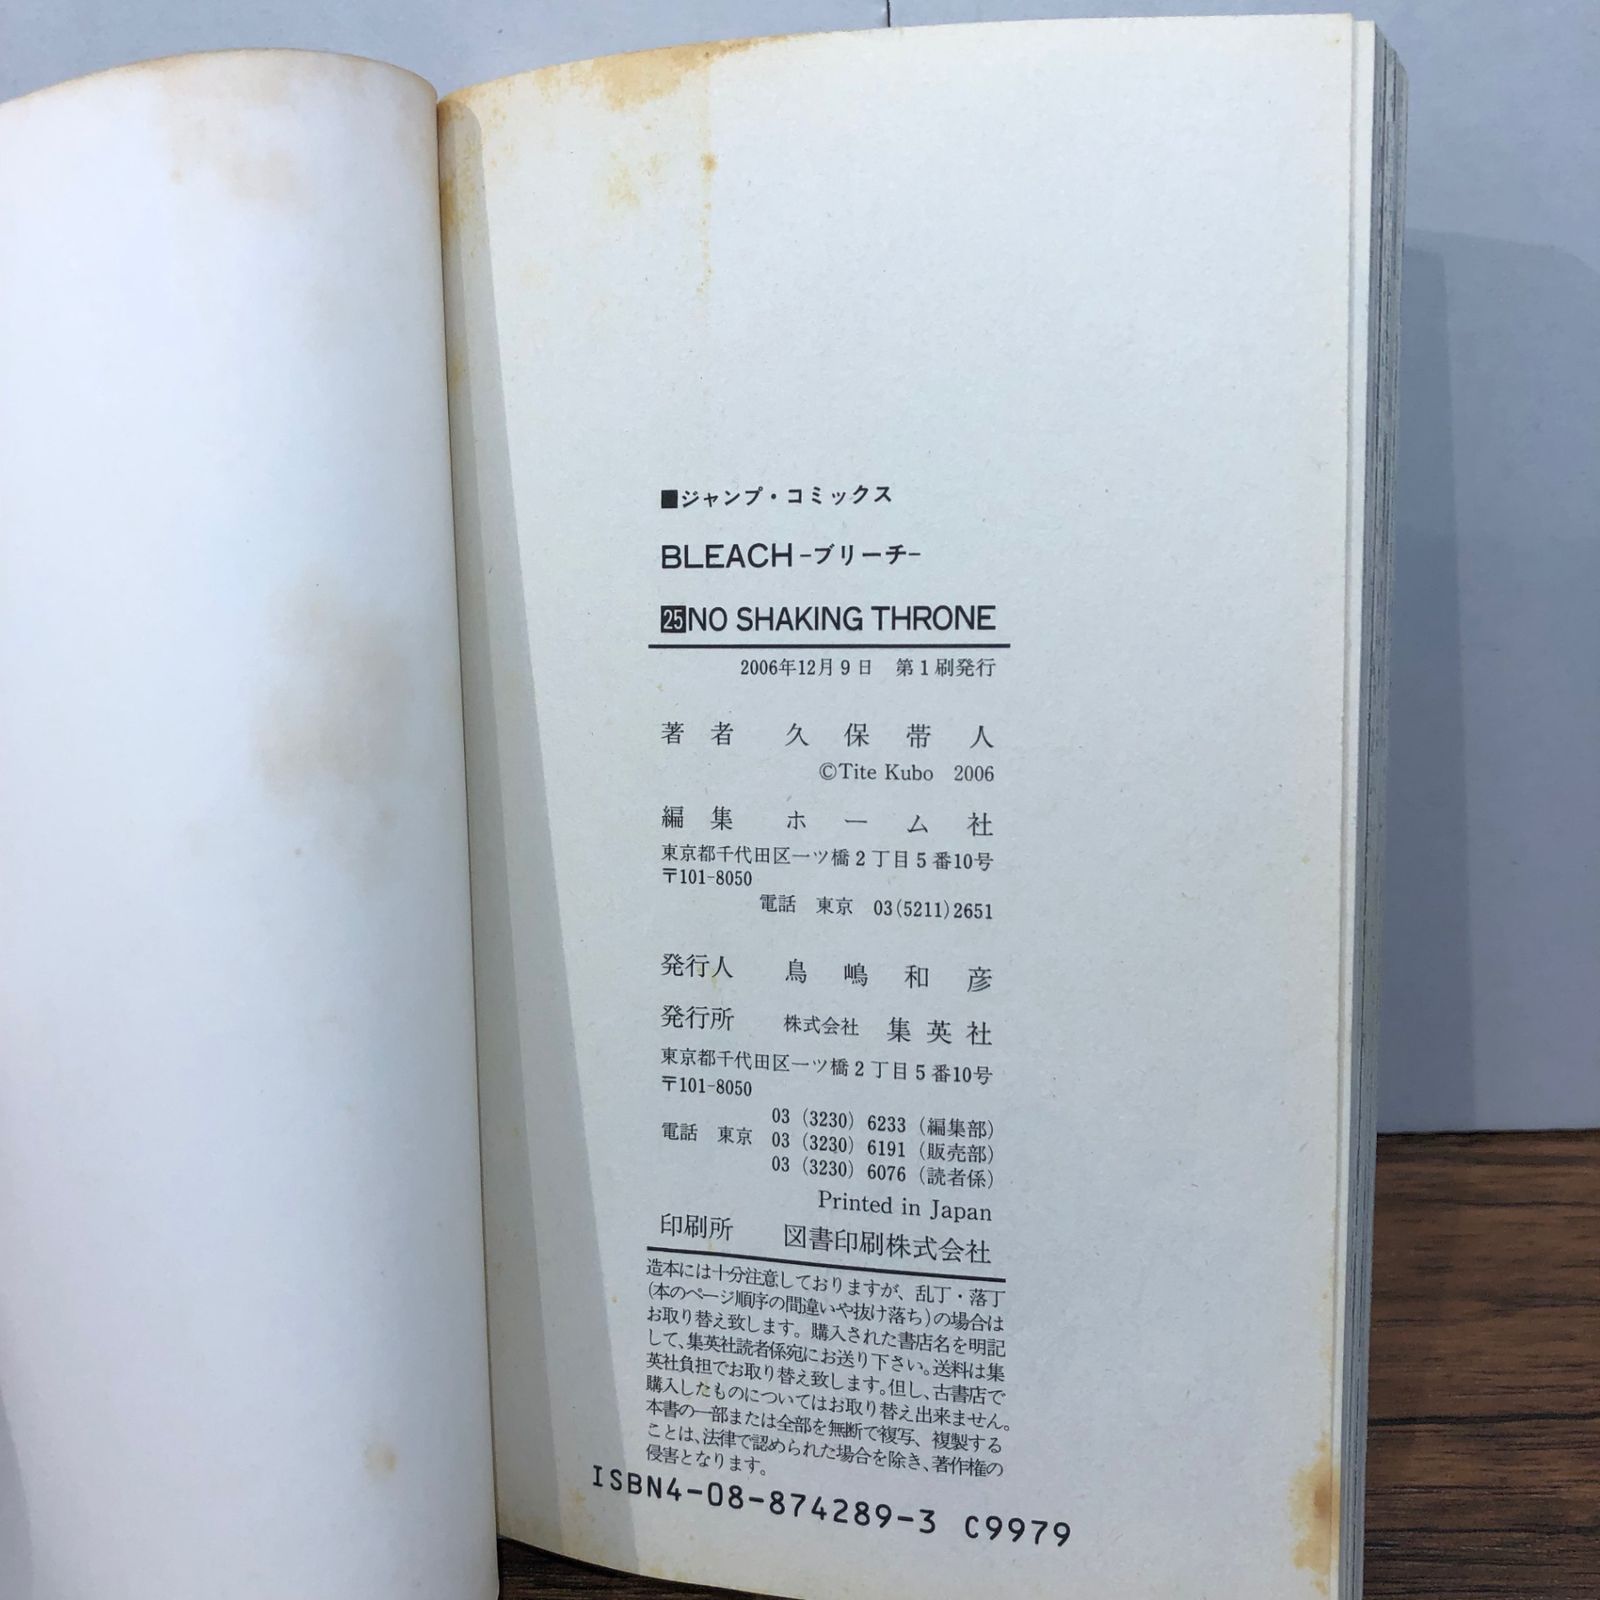 ■ジャンプ・コミックス
BLEACH-ブリーチ-
25 NO SHAKING THRONE
2006年12月9日 第1刷発行
著者 久保帯人
©Tite Kubo 2006
編集 ホーム社
東京都千代田区一ツ橋2丁目5番10号
〒101-8050
電話 東京 03(5211)2651
発行人 鳥嶋和彦
発行所 株式会社 集英社
東京都千代田区一ツ橋2丁目5番10号
〒101-8050
03 (3230) 6233 (編集部)
電話 東京 03 (3230) 6191 (販売部)
03 (3230) 6076 (読者係)
Printed in Japan
印刷所 図書印刷株式会社
造本には十分注意しておりますが、乱丁・落丁
(本のページ順序の間違いや抜け落ち)の場合は
お取り替え致します。購入された書店名を明記
して、集英社読者係宛にお送り下さい。送料は集
英社負担でお取り替え致します。但し、古書店で
購入したものについてはお取り替え出来ません。
本書の一部または全部を無断で複写、複製する
ことは、法律で認められた場合を除き、著作権の
侵害となります。
ISBN4-08-874289-3 C9979